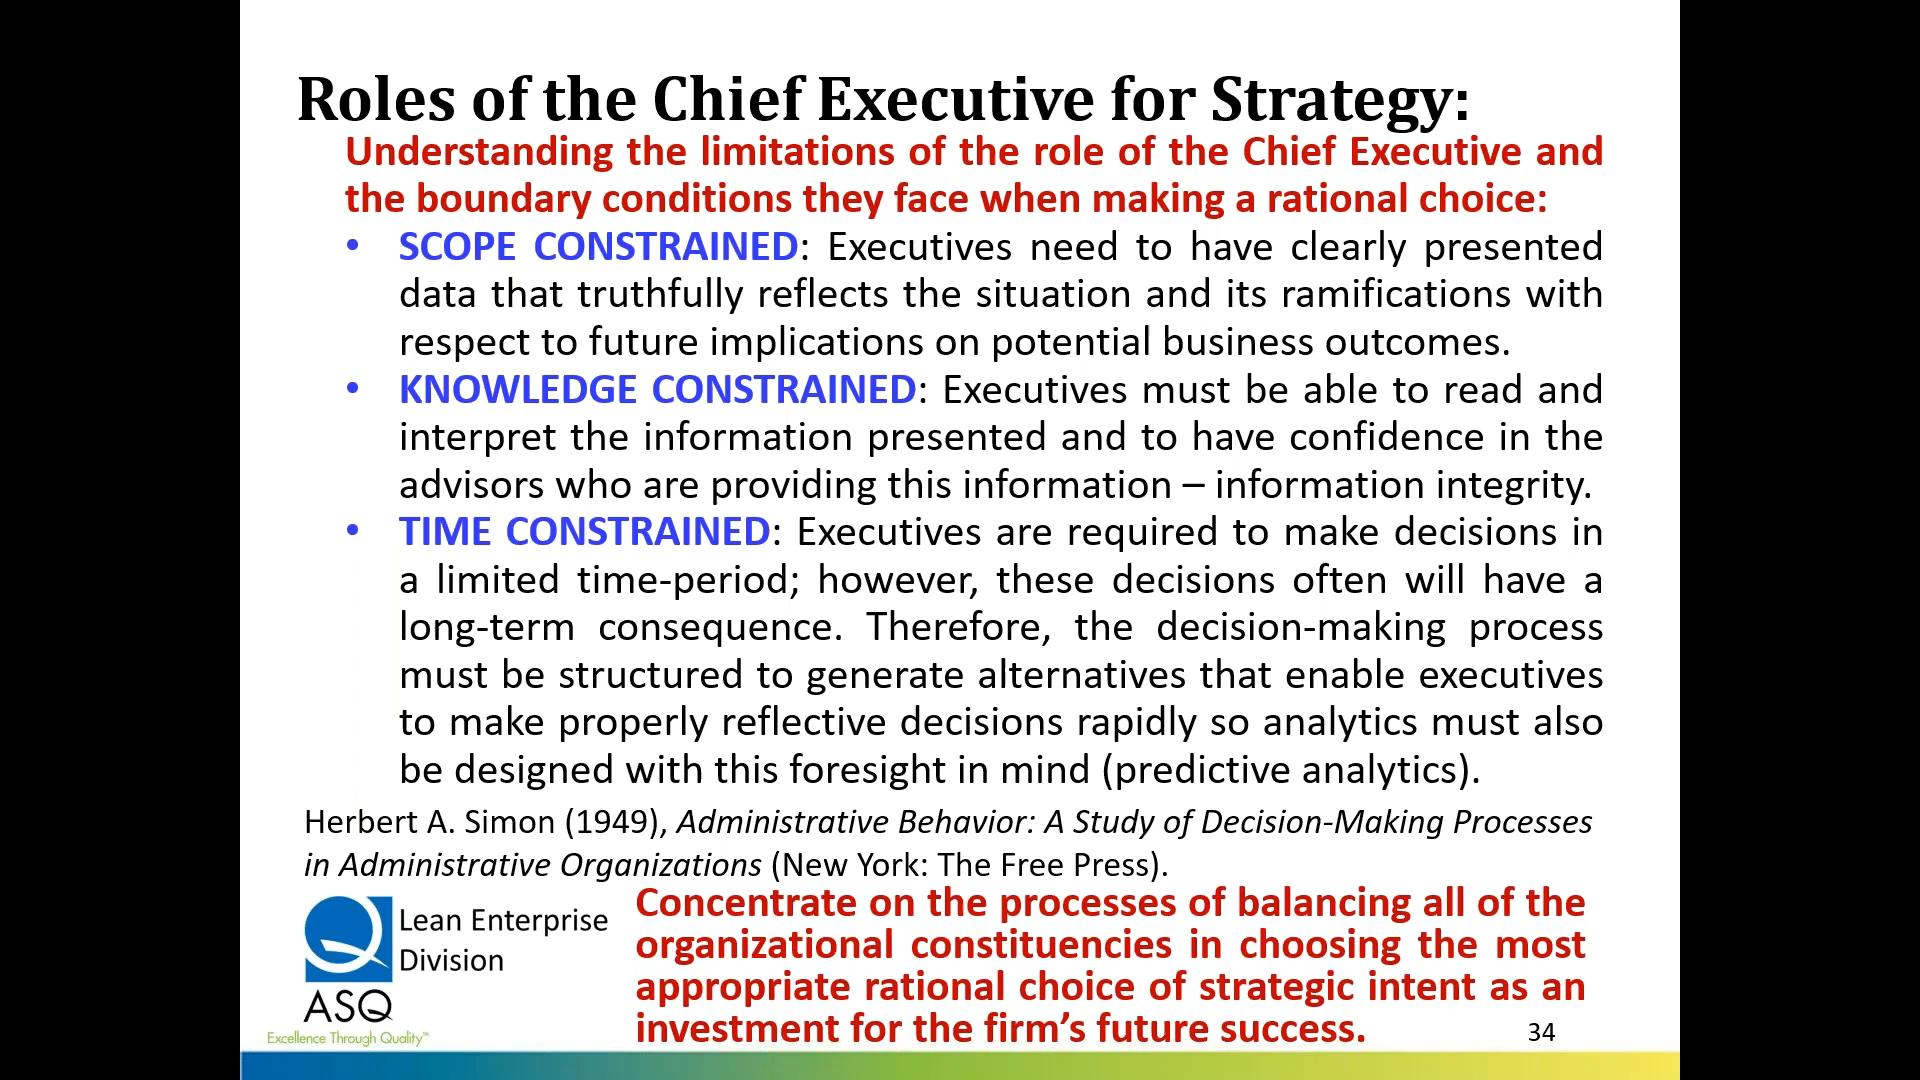 Roles of the Chief Executive for Strategy:
Understanding the limitations of the role of the Chief Executive and
the boundary conditions they face when making a rational choice:
• SCOPE CONSTRAINED: Executives need to have clearly presented
data that truthfully reflects the situation and its ramifications with
respect to future implications on potential business outcomes.
• KNOWLEDGE CONSTRAINED: Executives must be able to read and
interpret the information presented and to have confidence in the
advisors who are providing this information – information integrity.
• TIME CONSTRAINED: Executives are required to make decisions in
a limited time-period; however, these decisions often will have a
long-term consequence. Therefore, the decision-making process
must be structured to generate alternatives that enable executives
to make properly reflective decisions rapidly so analytics must also
be designed with this foresight in mind (predictive analytics).
Herbert A. Simon (1949), Administrative Behavior: A Study of Decision-Making Processes
in Administrative Organizations (New York: The Free Press).
Lean Enterprise
Division
ASQ
Excellence Through Quality™
Concentrate on the processes of balancing all of the
organizational constituencies in choosing the most
appropriate rational choice of strategic intent as an
investment for the firm’s future success.
34